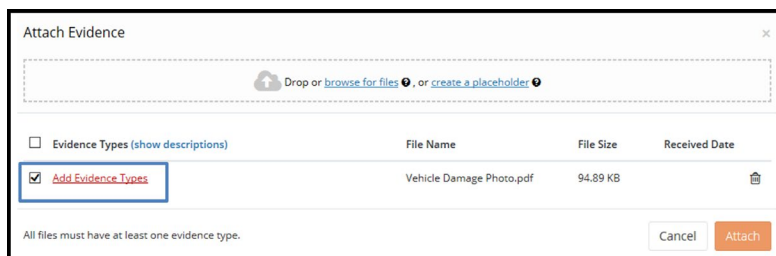 Attach Evidence
Drop or browse for files , or create a placeholder
Evidence Types (show descriptions) File Name File Size Received Date
Add Evidence Types Vehicle Damage Photo.pdf 94.89 KB
All files must have at least one evidence type. Cancel Attach